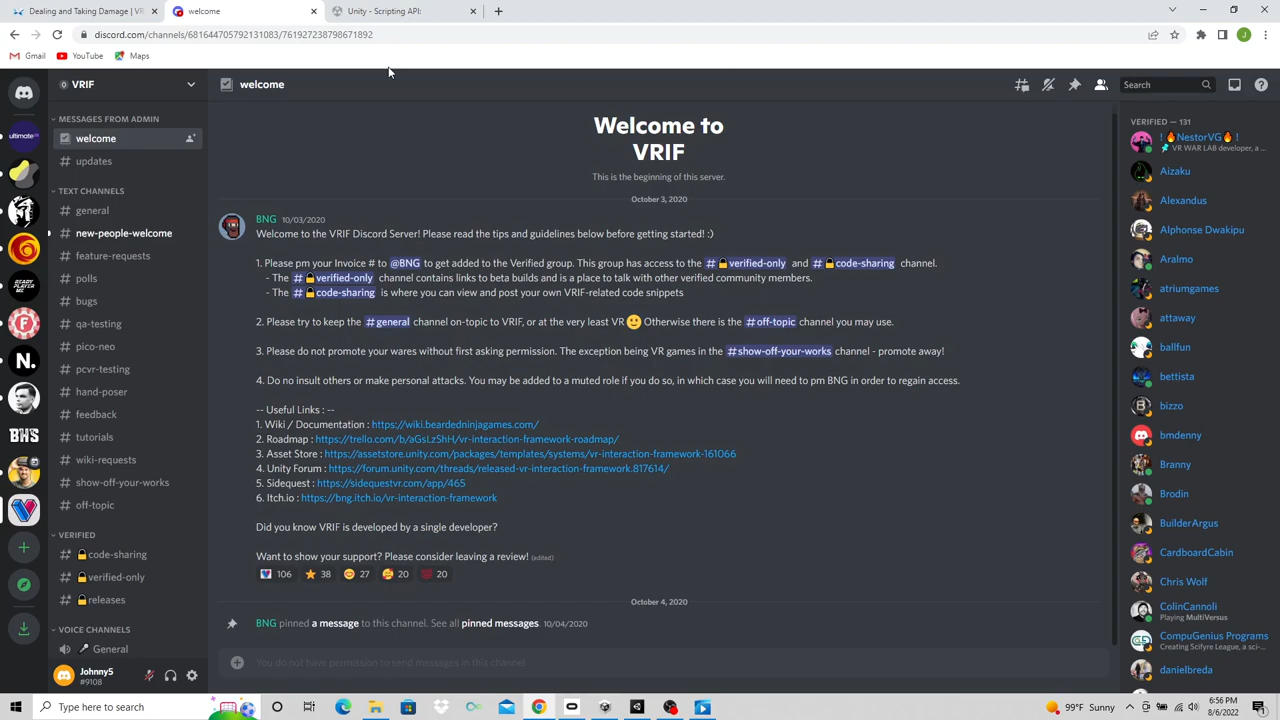 Dealing and Taking Damage | VR
welcome
Unity - Scripting API:
discord.com/channels/681644705792131083/761927238798671892
J
Gmail
YouTube
Maps
VRIF
welcome
Search
MESSAGES FROM ADMIN
welcome
updates
TEXT CHANNELS
general
new-people-welcome
feature-requests
polls
bugs
qa-testing
pico-neo
pcvr-testing
hand-poser
feedback
tutorials
wiki-requests
show-off-your-works
off-topic
VERIFIED
code-sharing
verified-only
releases
VOICE CHANNELS
General
Johnny5
#9108
ultimate
N.
BHS
Welcome to
VRIF
This is the beginning of this server.
October 3, 2020
BNG 10/03/2020
Welcome to the VRIF Discord Server! Please read the tips and guidelines below before getting started! :)
1. Please pm your Invoice # to @BNG to get added to the Verified group. This group has access to the #verified-only and #code-sharing channel.
- The #verified-only channel contains links to beta builds and is a place to talk with other verified community members.
- The #code-sharing is where you can view and post your own VRIF-related code snippets
2. Please try to keep the #general channel on-topic to VRIF, or at the very least VR 🙂 Otherwise there is the #off-topic channel you may use.
3. Please do not promote your wares without first asking permission. The exception being VR games in the #show-off-your-works channel - promote away!
4. Do no insult others or make personal attacks. You may be added to a muted role if you do so, in which case you will need to pm BNG in order to regain access.
-- Useful Links : --
1. Wiki / Documentation : https://wiki.beardedninjagames.com/
2. Roadmap : https://trello.com/b/aGsLzShH/vr-interaction-framework-roadmap/
3. Asset Store : https://assetstore.unity.com/packages/templates/systems/vr-interaction-framework-161066
4. Unity Forum : https://forum.unity.com/threads/released-vr-interaction-framework.817614/
5. Sidequest : https://sidequestvr.com/app/465
6. Itch.io : https://bng.itch.io/vr-interaction-framework
Did you know VRIF is developed by a single developer?
Want to show your support? Please consider leaving a review! (edited)
106 38 27 20 20
October 4, 2020
BNG pinned a message to this channel. See all pinned messages. 10/04/2020
You do not have permission to send messages in this channel
VERIFIED — 131
! 🔥NestorVG🔥 !
VR WAR LAB developer, a ...
Aizaku
Alexandus
Alphonse Dwakipu
Aralmo
atriumgames
attaway
ballfun
bettista
bizzo
bmdenny
Branny
Brodin
BuilderArgus
CardboardCabin
Chris Wolf
ColinCannoli
Playing MultiVersus
CompuGenius Programs
Creating Scifyre League, a sci-...
danielbreda
Type here to search
99°F Sunny
6:56 PM
8/6/2022